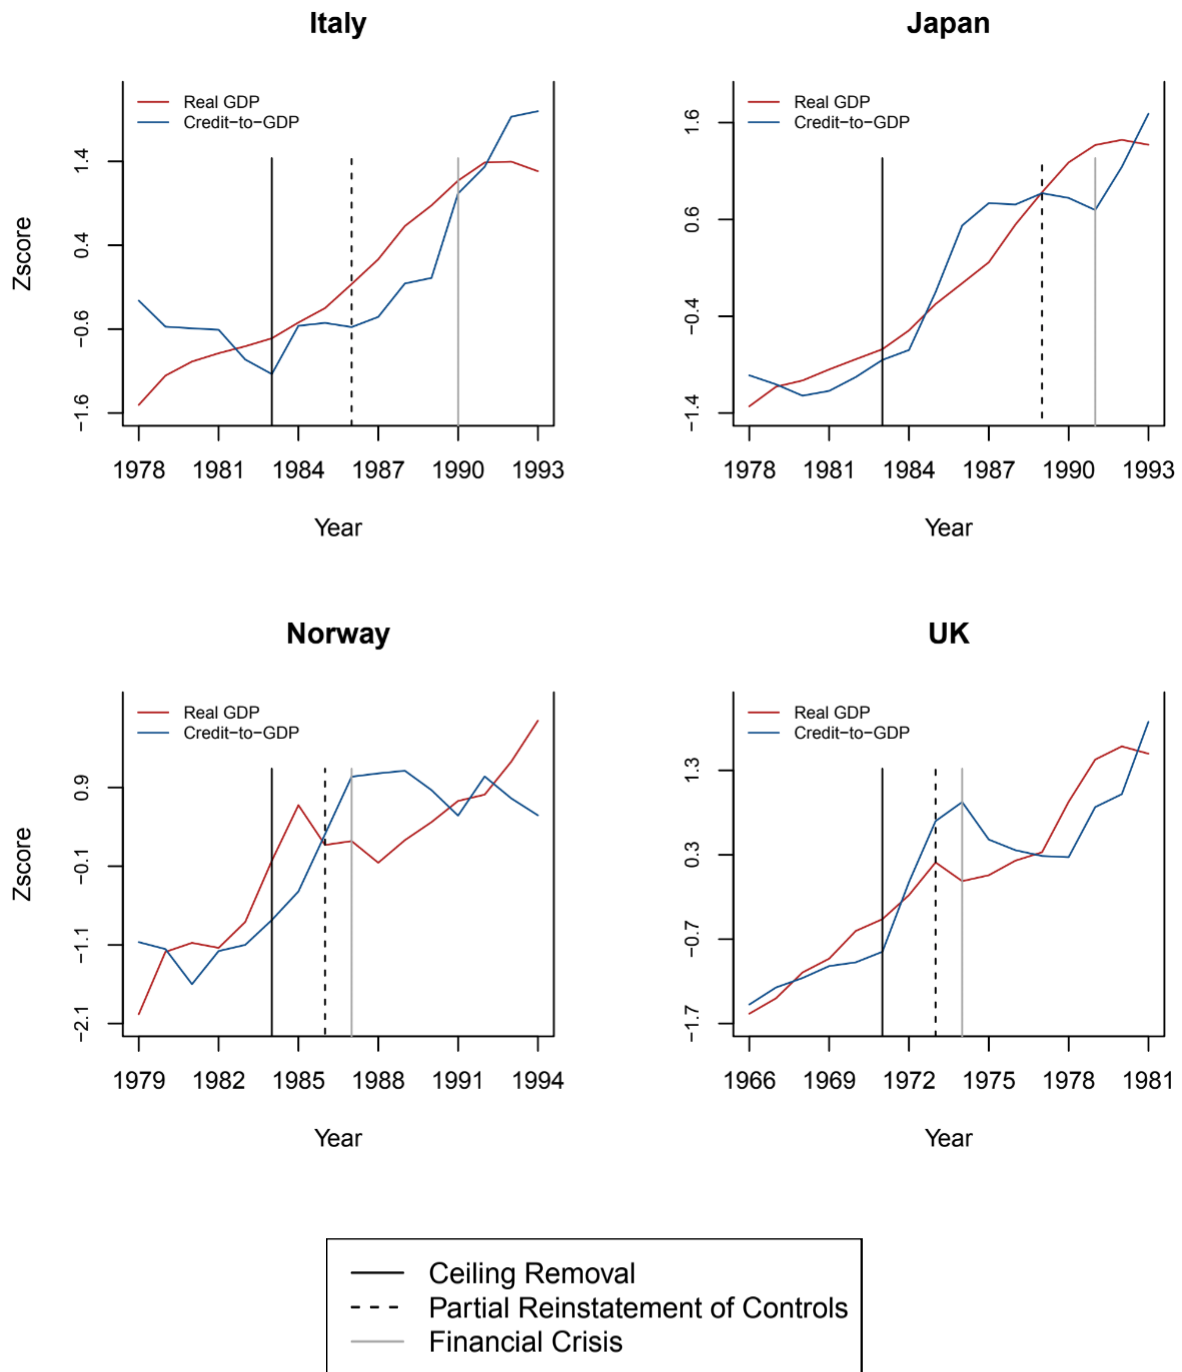 Italy
Real GDP
Credit−to−GDP
Zscore
1.4
0.4
−0.6
−1.6
1978 1981 1984 1987 1990 1993
Year
Japan
Real GDP
Credit−to−GDP
1.6
0.6
−0.4
−1.4
1978 1981 1984 1987 1990 1993
Year
Norway
Real GDP
Credit−to−GDP
Zscore
0.9
−0.1
−1.1
−2.1
1979 1982 1985 1988 1991 1994
Year
UK
Real GDP
Credit−to−GDP
1.3
0.3
−0.7
−1.7
1966 1969 1972 1975 1978 1981
Year
Ceiling Removal
Partial Reinstatement of Controls
Financial Crisis